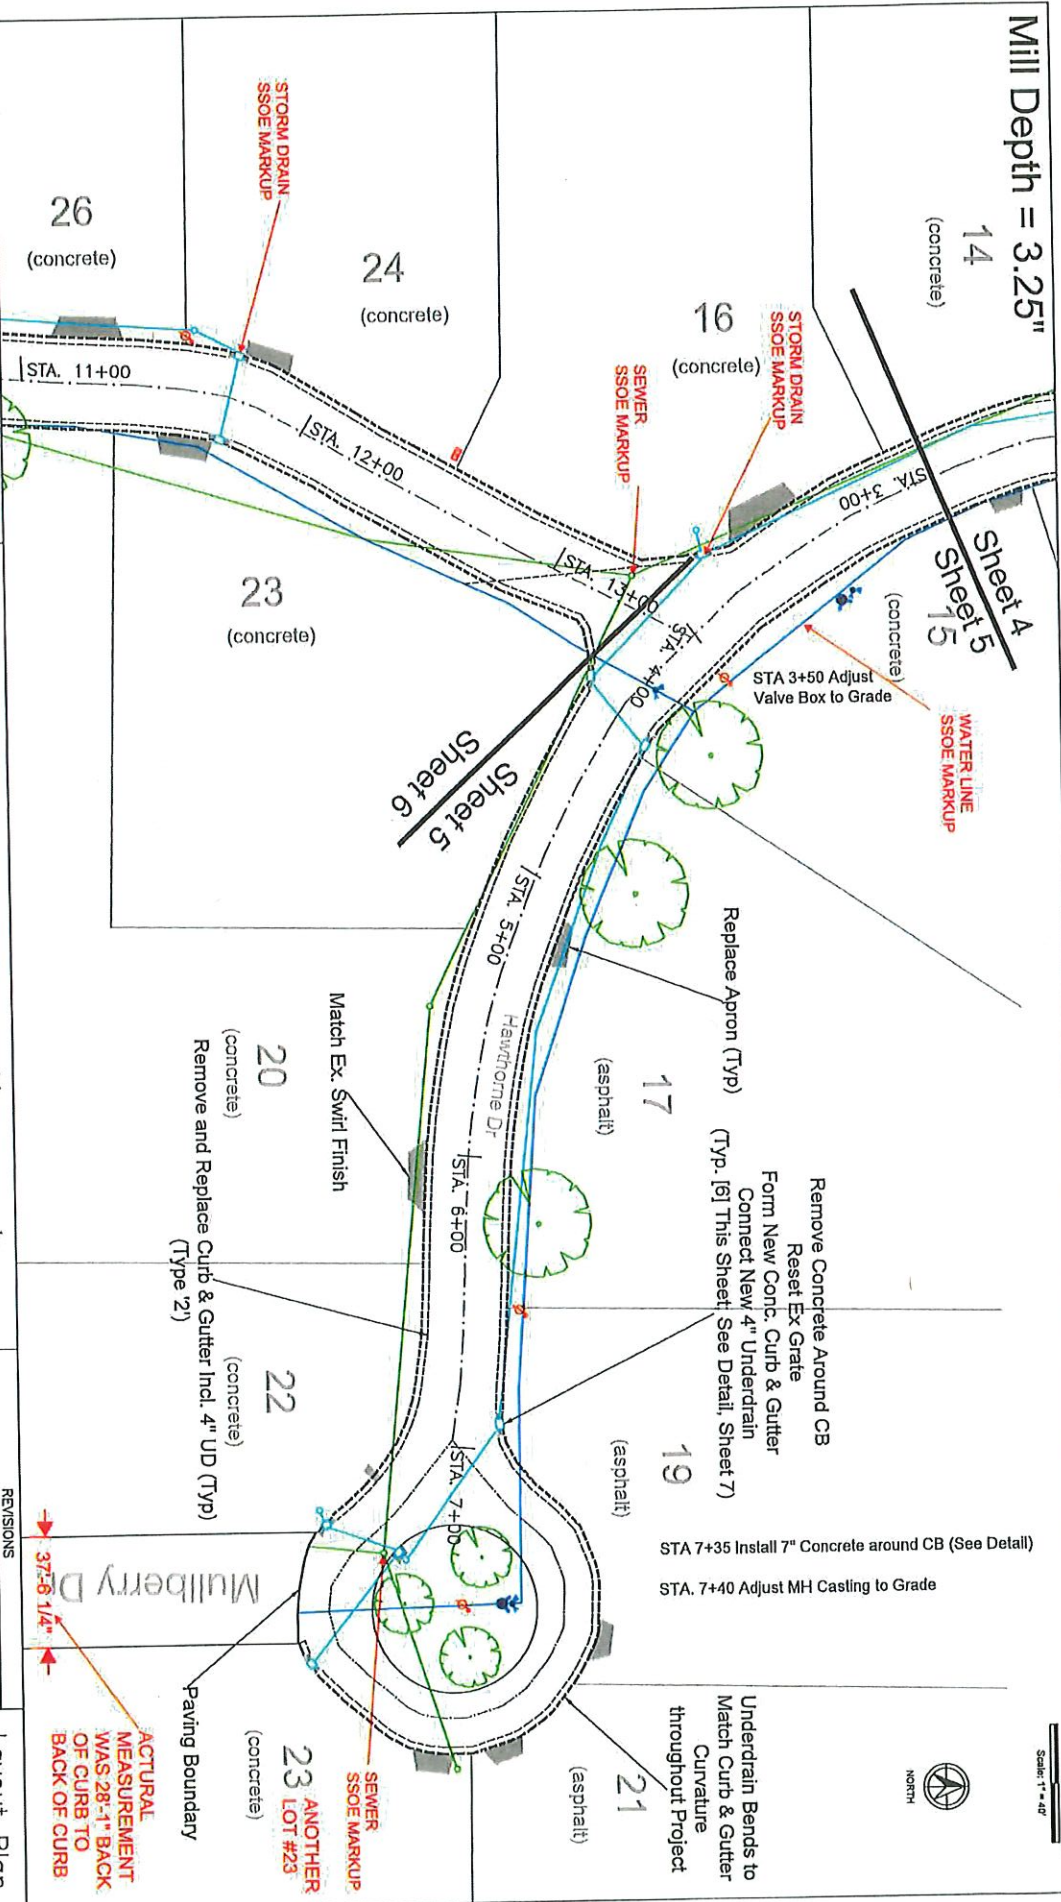 Mill Depth = 3.25"
14
(concrete)
Sheet 4
Sheet 5
15
(concrete)
STORM DRAIN
SSOE MARKUP
16
(concrete)
SEWER
SSOE MARKUP
STORM DRAIN
SSOE MARKUP
24
(concrete)
26
(concrete)
STA. 11+00
STA. 12+00
STA. 13+00
STA. 3+00
STA. 4+00
STA 3+50 Adjust
Valve Box to Grade
WATER LINE
SSOE MARKUP
23
(concrete)
Sheet 5
Sheet 6
STA. 5+00
Hawthorne Dr
STA. 6+00
STA. 7+00
Replace Apron (Typ)
17
(asphalt)
Match Ex. Swirl Finish
20
(concrete)
Remove and Replace Curb & Gutter Incl. 4" UD (Typ)
(Type '2')
22
(concrete)
Remove Concrete Around CB
Reset Ex Grate
Form New Conc. Curb & Gutter
Connect New 4" Underdrain
(Typ. [6] This Sheet, See Detail, Sheet 7)
19
(asphalt)
STA 7+35 Install 7" Concrete around CB (See Detail)
STA. 7+40 Adjust MH Casting to Grade
Mullberry Dr
37'-6 1/4"
ACTURAL
MEASUREMENT
WAS 28'-1" BACK
OF CURB TO
BACK OF CURB
Paving Boundary
23
(concrete)
ANOTHER
LOT #23
SEWER
SSOE MARKUP
21
(asphalt)
Underdrain Bends to
Match Curb & Gutter
Curvature
throughout Project
NORTH
Scale: 1" = 40'
REVISIONS
Layout Plan